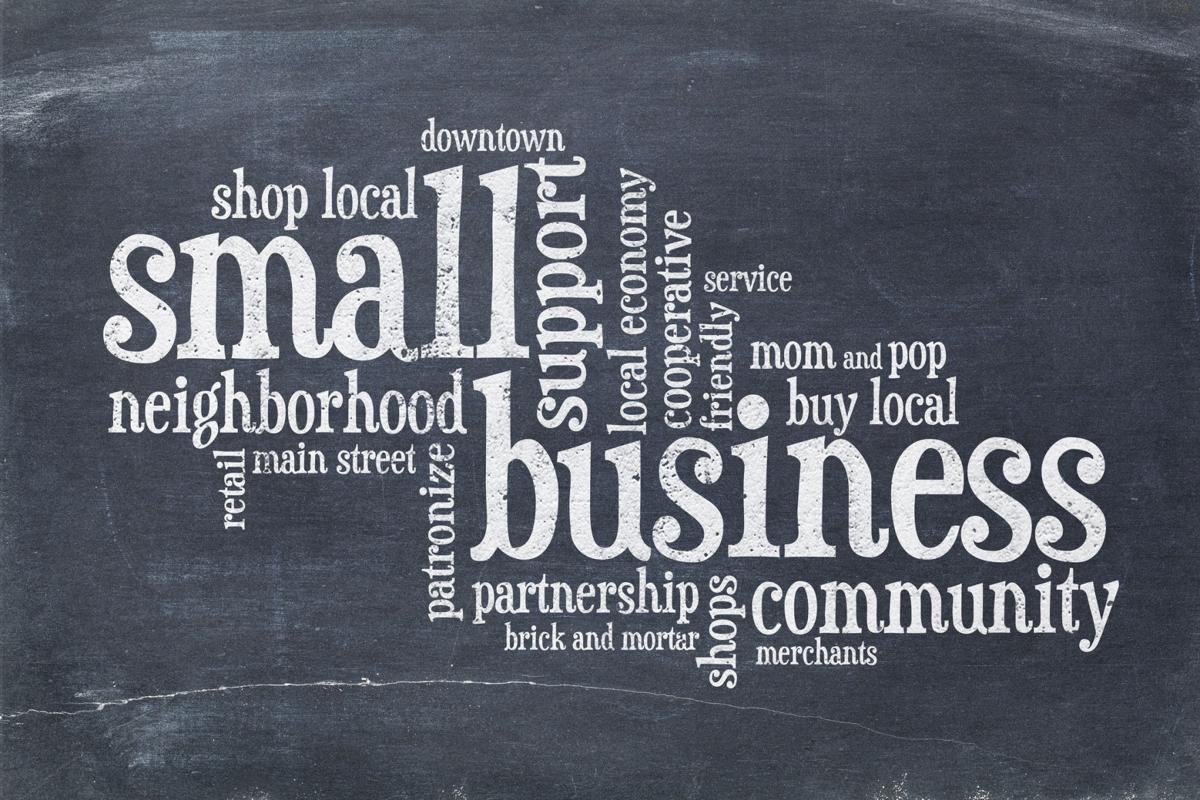 downtown
shop local
small
support
local economy
cooperative
service
friendly
mom and pop
buy local
neighborhood
business
retail
main street
patronize
partnership
shops
community
brick and mortar
merchants